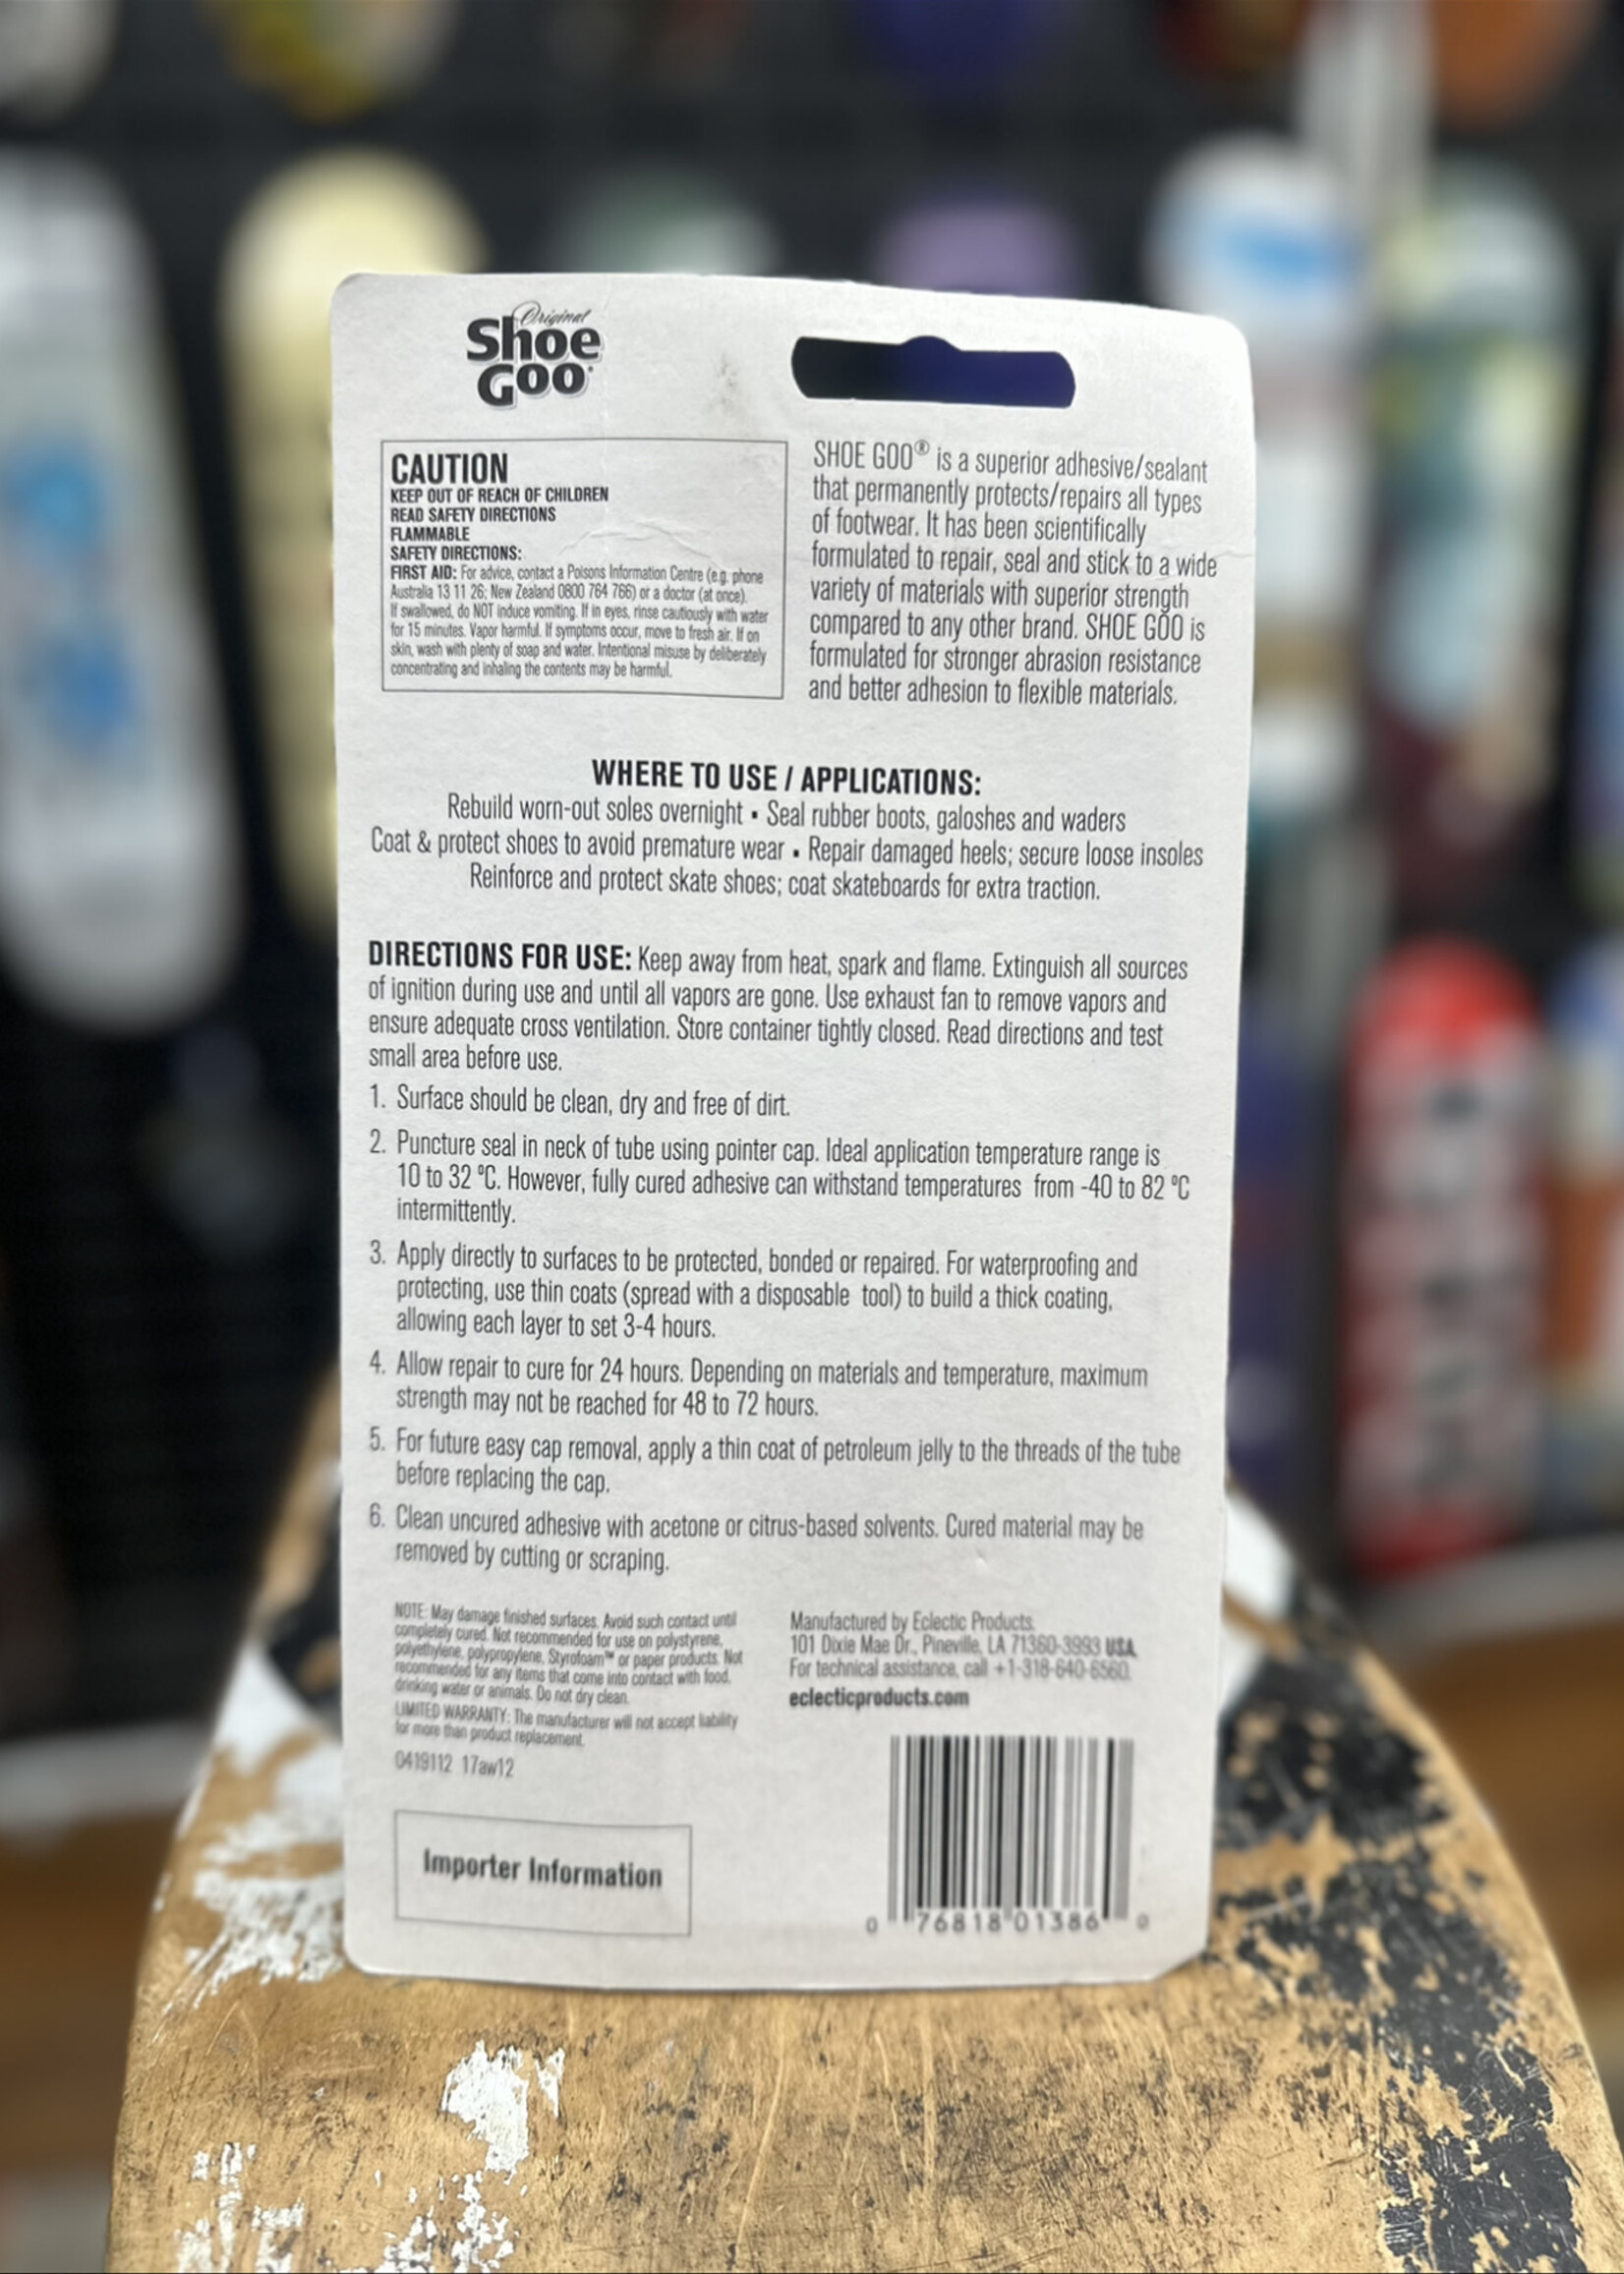 Original
Shoe
Goo
CAUTION
KEEP OUT OF REACH OF CHILDREN
READ SAFETY DIRECTIONS
FLAMMABLE
SAFETY DIRECTIONS:
FIRST AID: For advice, contact a Poisons Information Centre (e.g. phone
Australia 13 11 26; New Zealand 0800 764 766) or a doctor (at once).
If swallowed, do NOT induce vomiting. If in eyes, rinse cautiously with water
for 15 minutes. Vapor harmful. If symptoms occur, move to fresh air. If on
skin, wash with plenty of soap and water. Intentional misuse by deliberately
concentrating and inhaling the contents may be harmful.
SHOE GOO® is a superior adhesive/sealant
that permanently protects/repairs all types
of footwear. It has been scientifically
formulated to repair, seal and stick to a wide
variety of materials with superior strength
compared to any other brand. SHOE GOO is
formulated for stronger abrasion resistance
and better adhesion to flexible materials.
WHERE TO USE / APPLICATIONS:
Rebuild worn-out soles overnight ▪ Seal rubber boots, galoshes and waders
Coat & protect shoes to avoid premature wear ▪ Repair damaged heels; secure loose insoles
Reinforce and protect skate shoes; coat skateboards for extra traction.
DIRECTIONS FOR USE: Keep away from heat, spark and flame. Extinguish all sources
of ignition during use and until all vapors are gone. Use exhaust fan to remove vapors and
ensure adequate cross ventilation. Store container tightly closed. Read directions and test
small area before use.
1. Surface should be clean, dry and free of dirt.
2. Puncture seal in neck of tube using pointer cap. Ideal application temperature range is
10 to 32 ºC. However, fully cured adhesive can withstand temperatures from -40 to 82 ºC
intermittently.
3. Apply directly to surfaces to be protected, bonded or repaired. For waterproofing and
protecting, use thin coats (spread with a disposable tool) to build a thick coating,
allowing each layer to set 3-4 hours.
4. Allow repair to cure for 24 hours. Depending on materials and temperature, maximum
strength may not be reached for 48 to 72 hours.
5. For future easy cap removal, apply a thin coat of petroleum jelly to the threads of the tube
before replacing the cap.
6. Clean uncured adhesive with acetone or citrus-based solvents. Cured material may be
removed by cutting or scraping.
NOTE: May damage finished surfaces. Avoid such contact until
completely cured. Not recommended for use on polystyrene,
polyethylene, polypropylene, Styrofoam™ or paper products. Not
recommended for any items that come into contact with food,
drinking water or animals. Do not dry clean.
LIMITED WARRANTY: The manufacturer will not accept liability
for more than product replacement.
0419112 17aw12
Manufactured by Eclectic Products.
101 Dixie Mae Dr., Pineville, LA 71360-3993 USA
For technical assistance, call +1-318-640-6560.
eclecticproducts.com
Importer Information
0 76818 01386 0